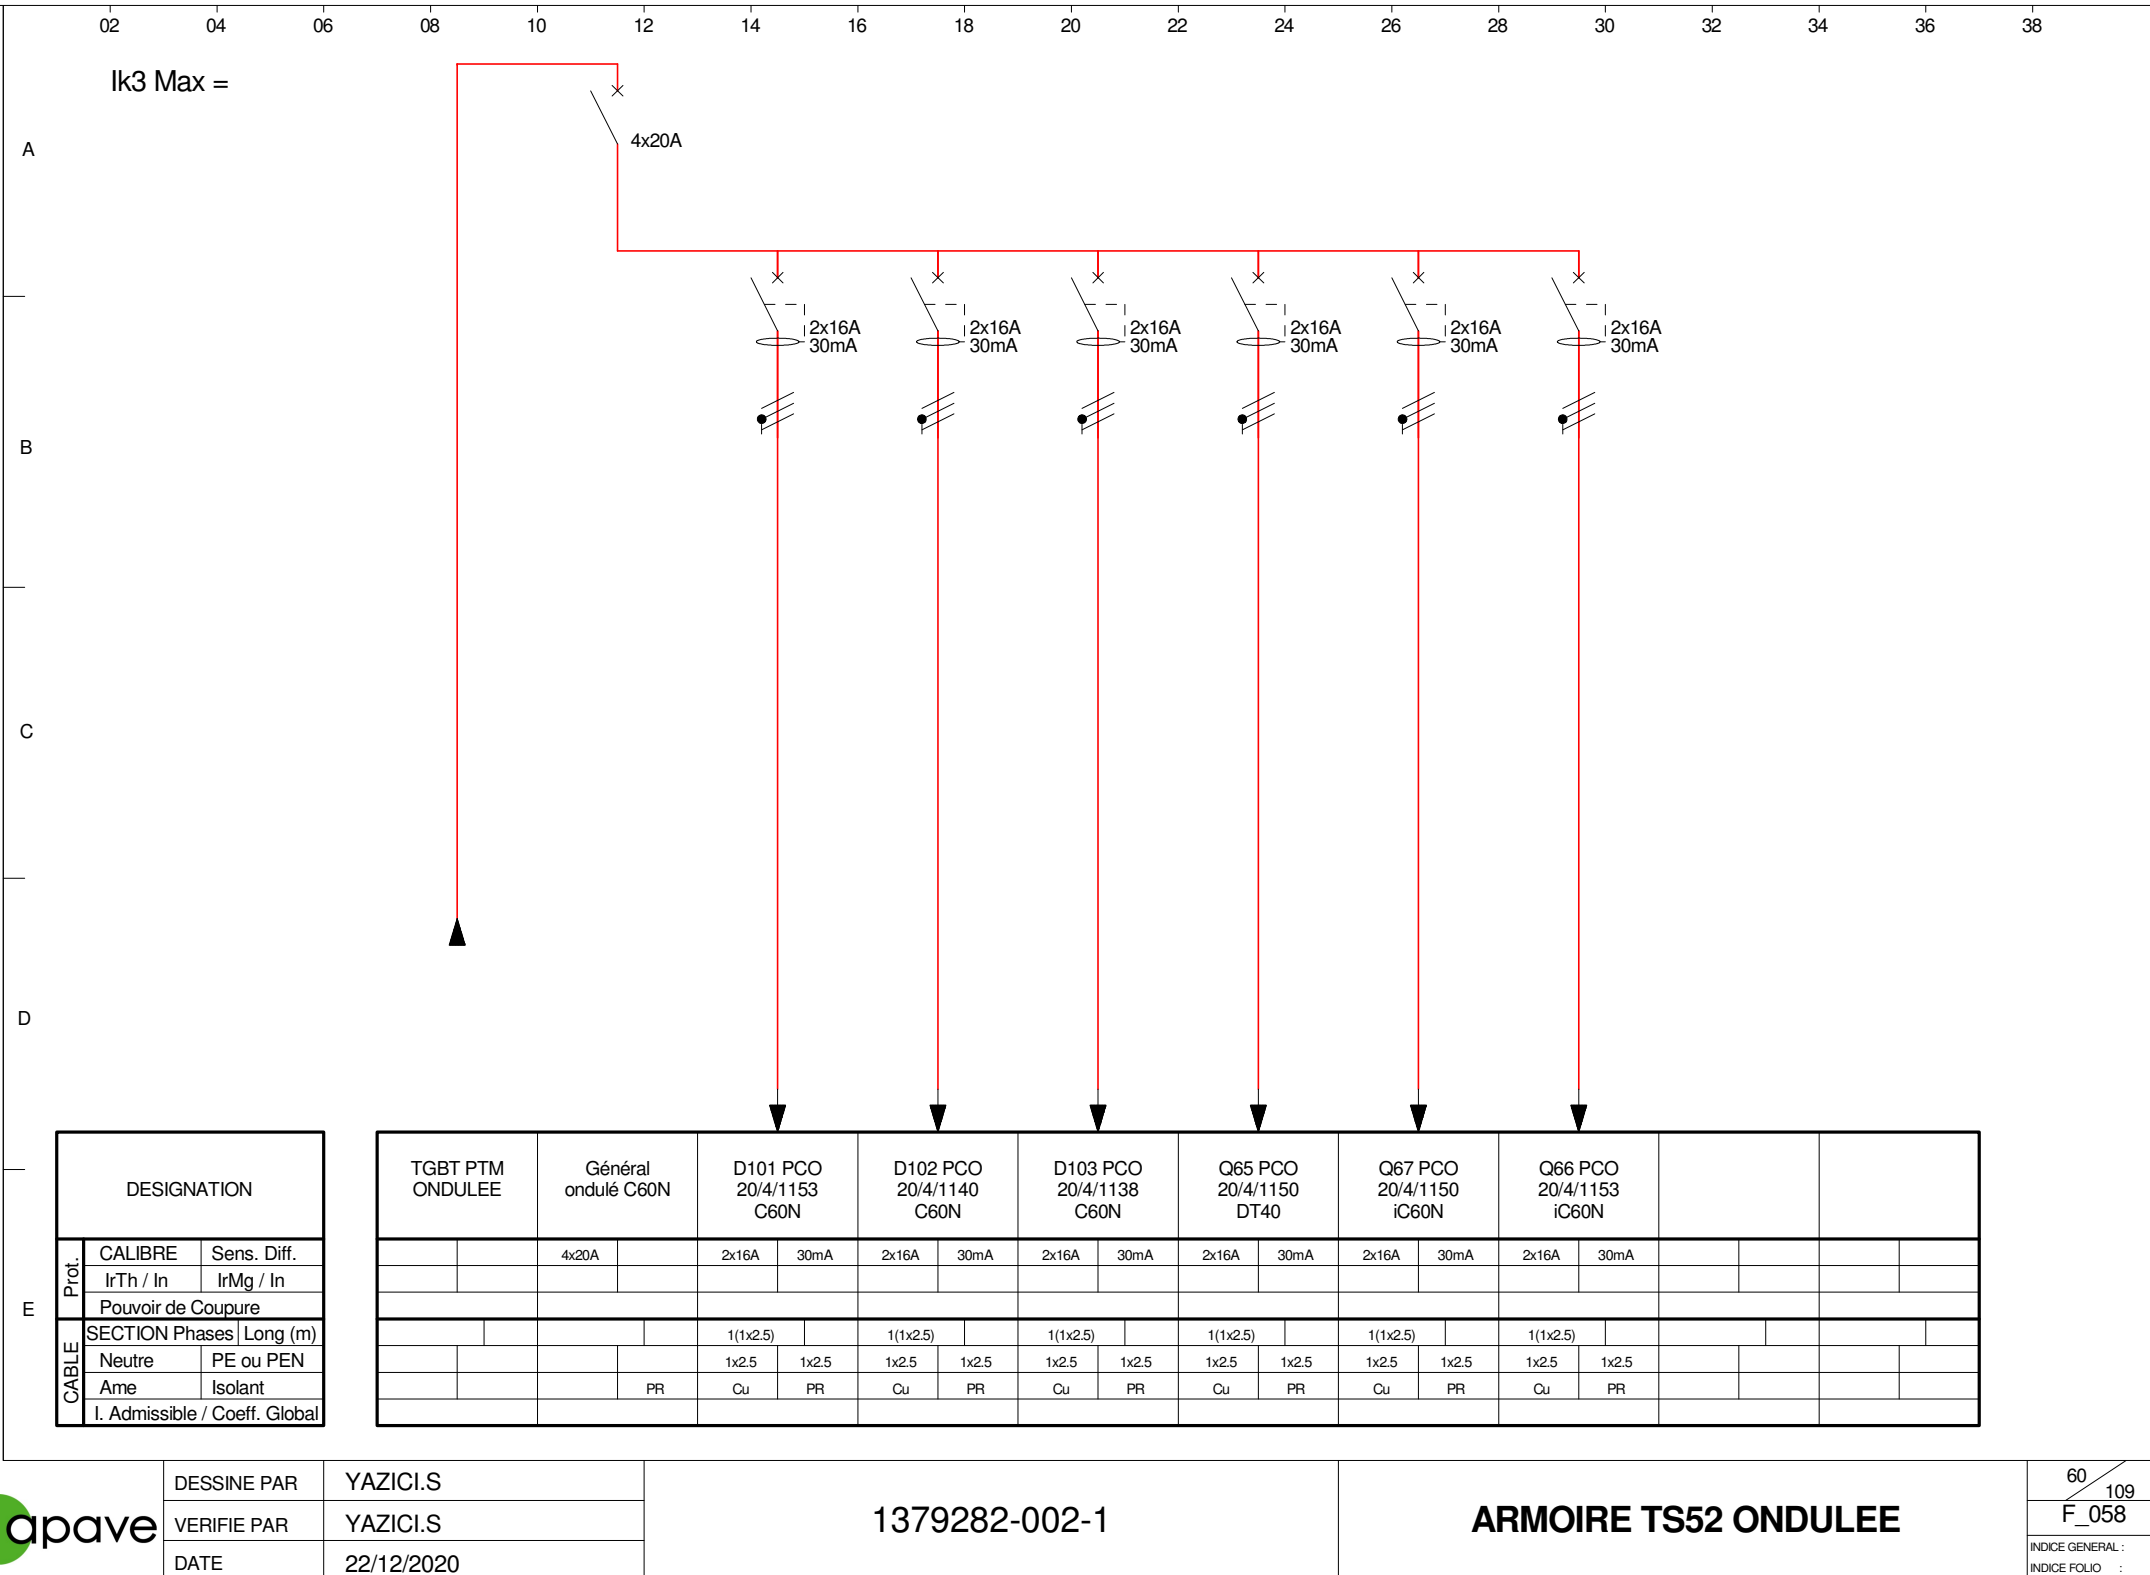 02 04 06 08 10 12 14 16 18 20 22 24 26 28 30 32 34 36 38
Ik3 Max =
A
4x20A
2x16A 2x16A 2x16A 2x16A 2x16A 2x16A
30mA 30mA 30mA 30mA 30mA 30mA
B
C
D
E
DESIGNATION
TGBT PTM
ONDULEE
Général
ondulé C60N
D101 PCO
20/4/1153
C60N
D102 PCO
20/4/1140
C60N
D103 PCO
20/4/1138
C60N
Q65 PCO
20/4/1150
DT40
Q67 PCO
20/4/1150
iC60N
Q66 PCO
20/4/1153
iC60N
Prot.
CALIBRE Sens. Diff. 4x20A 2x16A 30mA 2x16A 30mA 2x16A 30mA 2x16A 30mA 2x16A 30mA 2x16A 30mA
IrTh / In IrMg / In
Pouvoir de Coupure
CABLE
SECTION Phases Long (m) 1(1x2.5) 1(1x2.5) 1(1x2.5) 1(1x2.5) 1(1x2.5) 1(1x2.5)
Neutre PE ou PEN 1x2.5 1x2.5 1x2.5 1x2.5 1x2.5 1x2.5 1x2.5 1x2.5 1x2.5 1x2.5 1x2.5 1x2.5
Ame Isolant PR Cu PR Cu PR Cu PR Cu PR Cu PR Cu PR
I. Admissible / Coeff. Global
apave
DESSINE PAR YAZICI.S
VERIFIE PAR YAZICI.S
DATE 22/12/2020
1379282-002-1
ARMOIRE TS52 ONDULEE
60 / 109
F_058
INDICE GENERAL :
INDICE FOLIO :